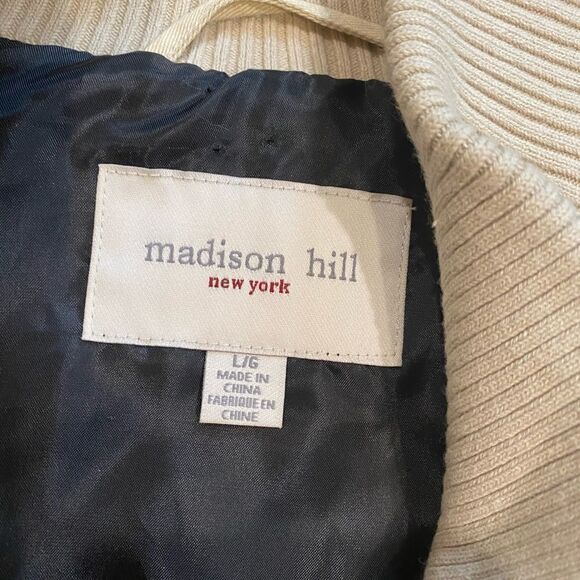 madison hill
new york
L/G
MADE IN
CHINA
FABRIQUE EN
CHINE